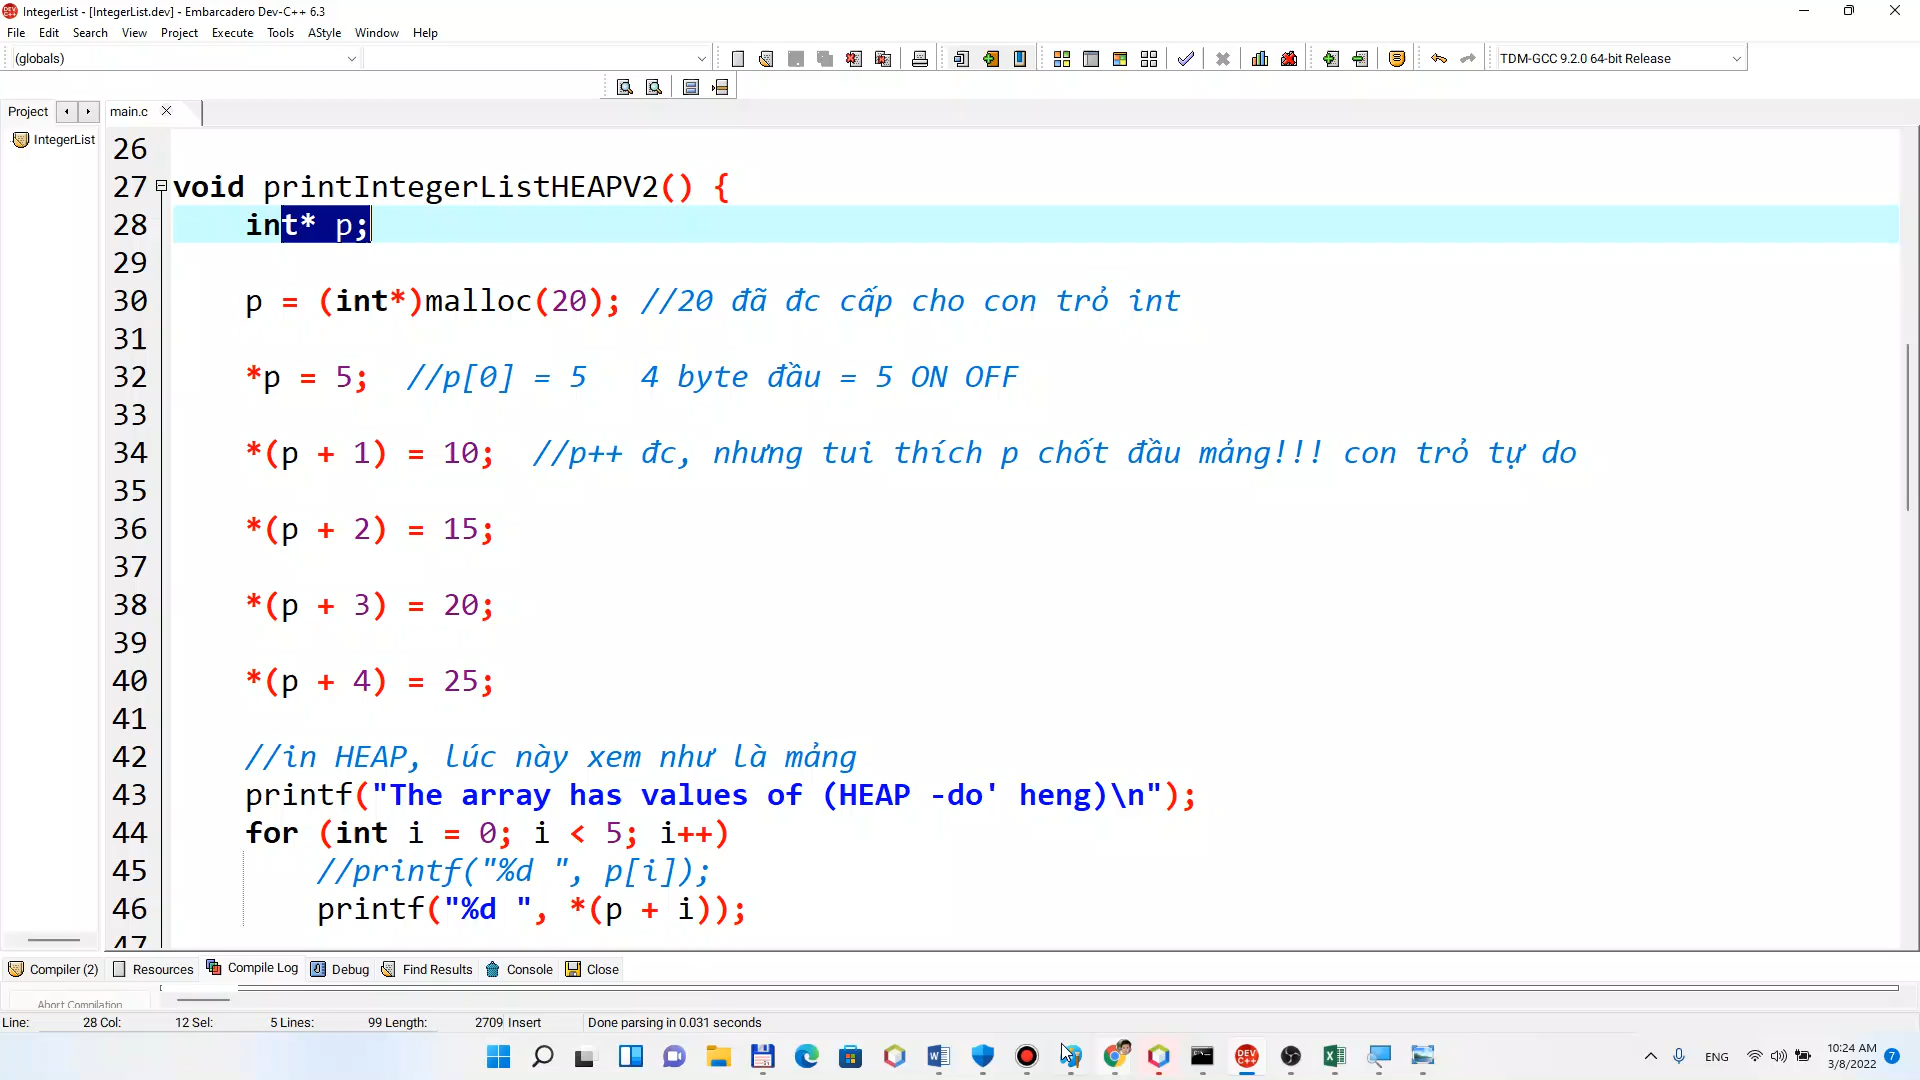 IntegerList - [IntegerList.dev] - Embarcadero Dev-C++ 6.3
File Edit Search View Project Execute Tools AStyle Window Help
(globals)
TDM-GCC 9.2.0 64-bit Release
Project main.c
IntegerList
26
27 void printIntegerListHEAPV2() {
28 int* p;
29
30 p = (int*)malloc(20); //20 đã đc cấp cho con trỏ int
31
32 *p = 5; //p[0] = 5 4 byte đầu = 5 ON OFF
33
34 *(p + 1) = 10; //p++ đc, nhưng tui thích p chốt đầu mảng!!! con trỏ tự do
35
36 *(p + 2) = 15;
37
38 *(p + 3) = 20;
39
40 *(p + 4) = 25;
41
42 //in HEAP, lúc này xem như là mảng
43 printf("The array has values of (HEAP -do' heng)\n");
44 for (int i = 0; i < 5; i++)
45 //printf("%d ", p[i]);
46 printf("%d ", *(p + i));
47
Compiler (2) Resources Compile Log Debug Find Results Console Close
Abort Compilation
Line: 28 Col: 12 Sel: 5 Lines: 99 Length: 2709 Insert Done parsing in 0.031 seconds
DEV C++
ENG
10:24 AM
3/8/2022
7